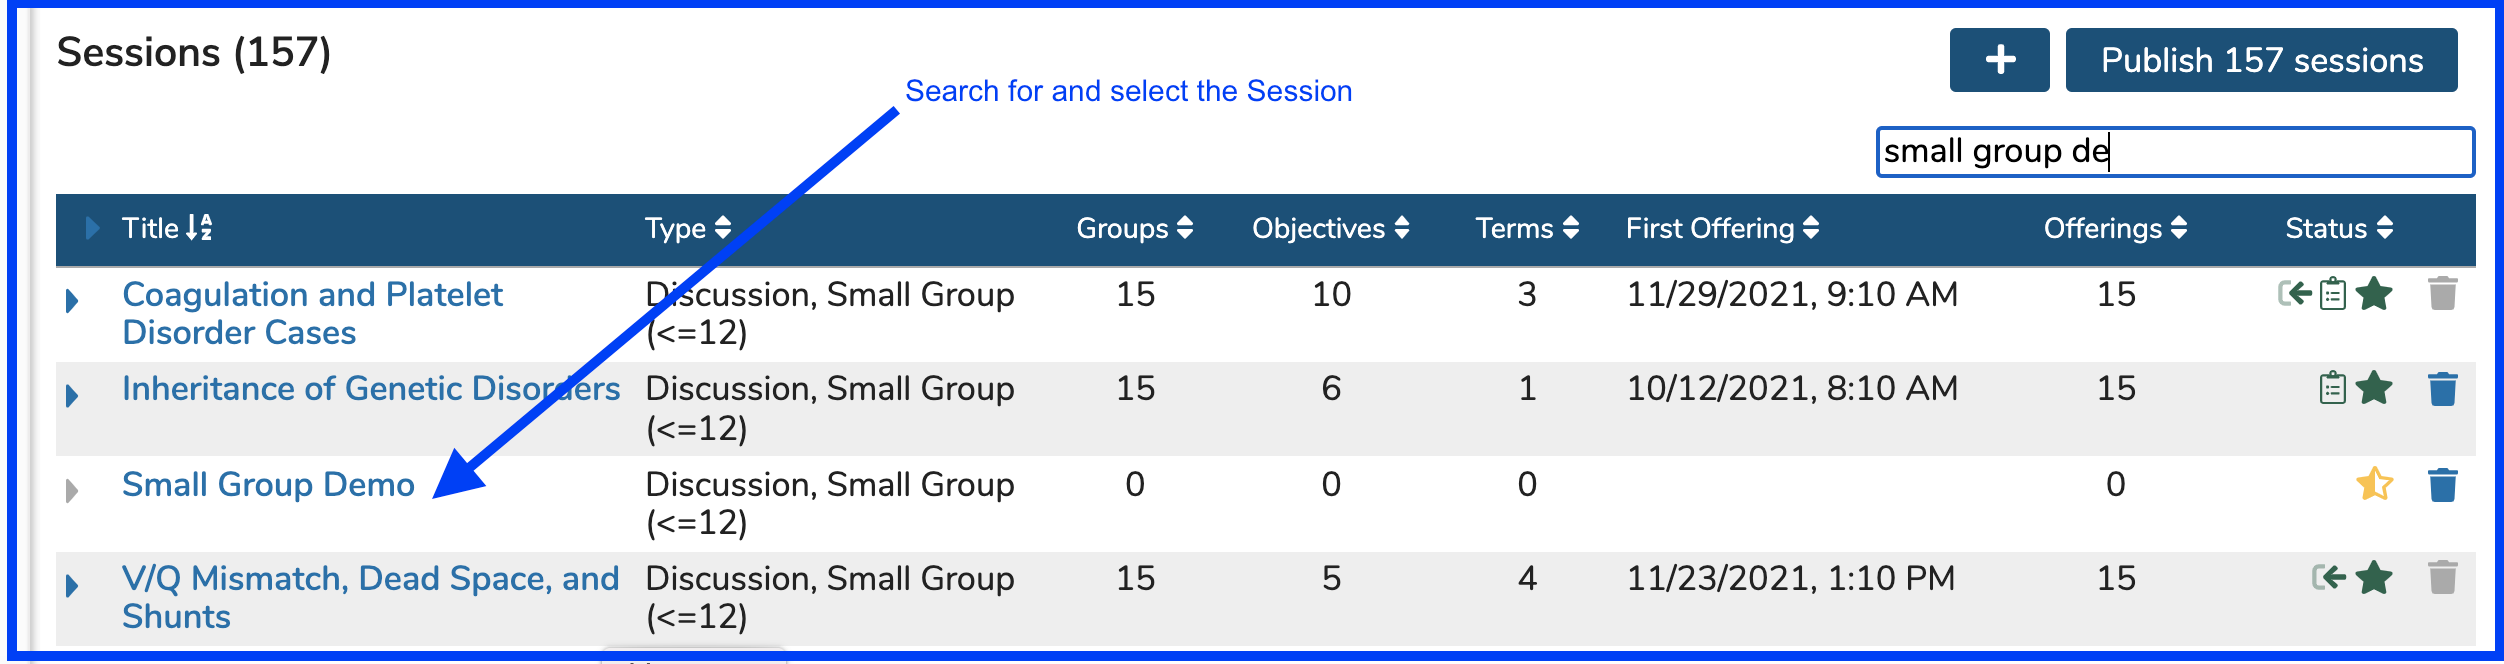 Sessions (157)
Publish 157 sessions
Search for and select the Session
small group de
Title Type Groups Objectives Terms First Offering Offerings Status
Coagulation and Platelet Discussion, Small Group 15 10 3 11/29/2021, 9:10 AM 15
Disorder Cases (<=12)
Inheritance of Genetic Disorders Discussion, Small Group 15 6 1 10/12/2021, 8:10 AM 15
(<=12)
Small Group Demo Discussion, Small Group 0 0 0 0
(<=12)
V/Q Mismatch, Dead Space, and Discussion, Small Group 15 5 4 11/23/2021, 1:10 PM 15
Shunts (<=12)